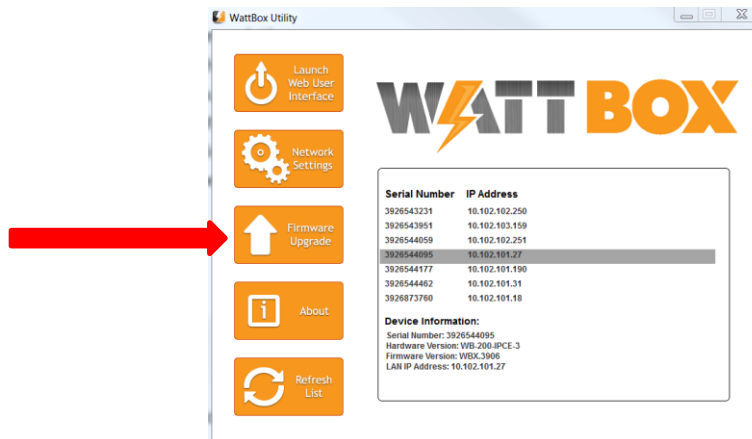 WattBox Utility
Launch
Web User
Interface
Network
Settings
Firmware
Upgrade
About
Refresh
List
WATT BOX
Serial Number IP Address
3926543231 10.102.102.250
3926543951 10.102.103.159
3926544059 10.102.102.251
3926544095 10.102.101.27
3926544177 10.102.101.190
3926544462 10.102.101.31
3926873760 10.102.101.18
Device Information:
Serial Number: 3926544095
Hardware Version: WB-200-IPCE-3
Firmware Version: WBX.3906
LAN IP Address: 10.102.101.27